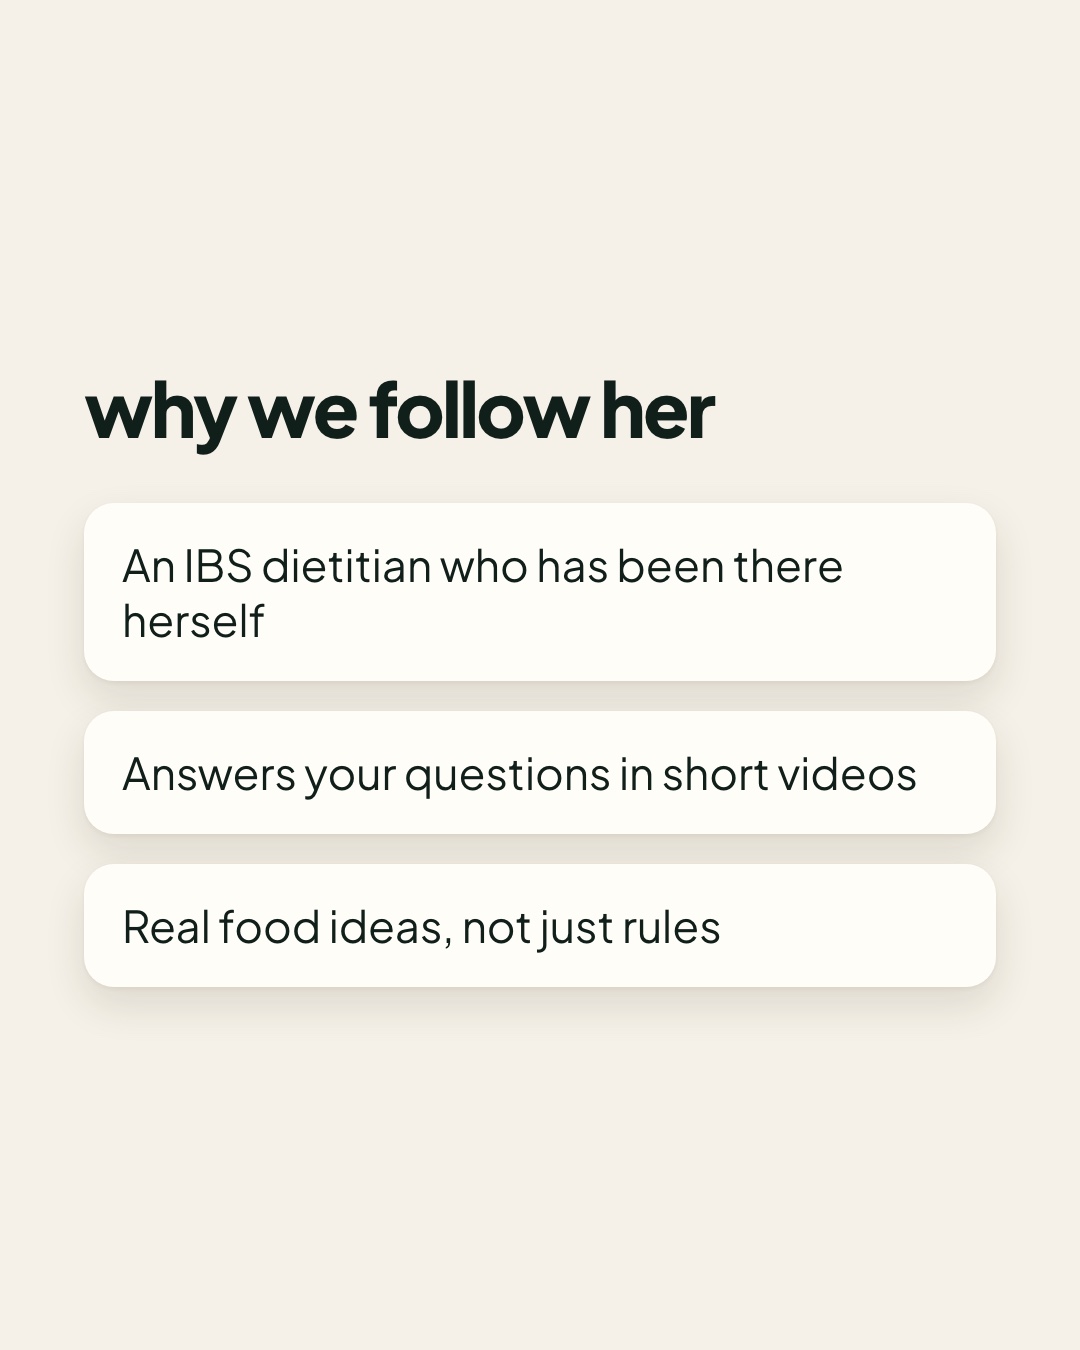 why we follow her
An IBS dietitian who has been there
herself
Answers your questions in short videos
Real food ideas, not just rules